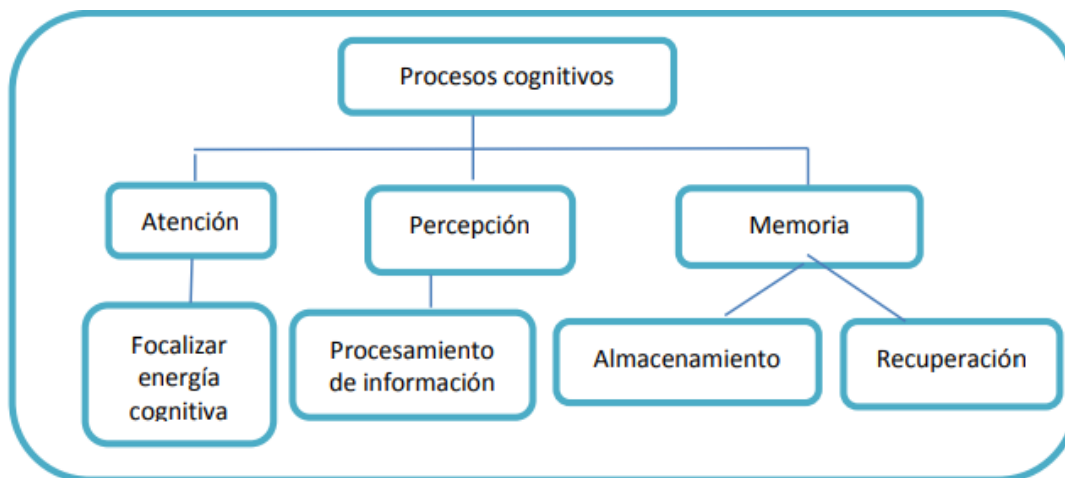 Procesos cognitivos
Atención
Percepción
Memoria
Focalizar
energía
cognitiva
Procesamiento
de información
Almacenamiento
Recuperación